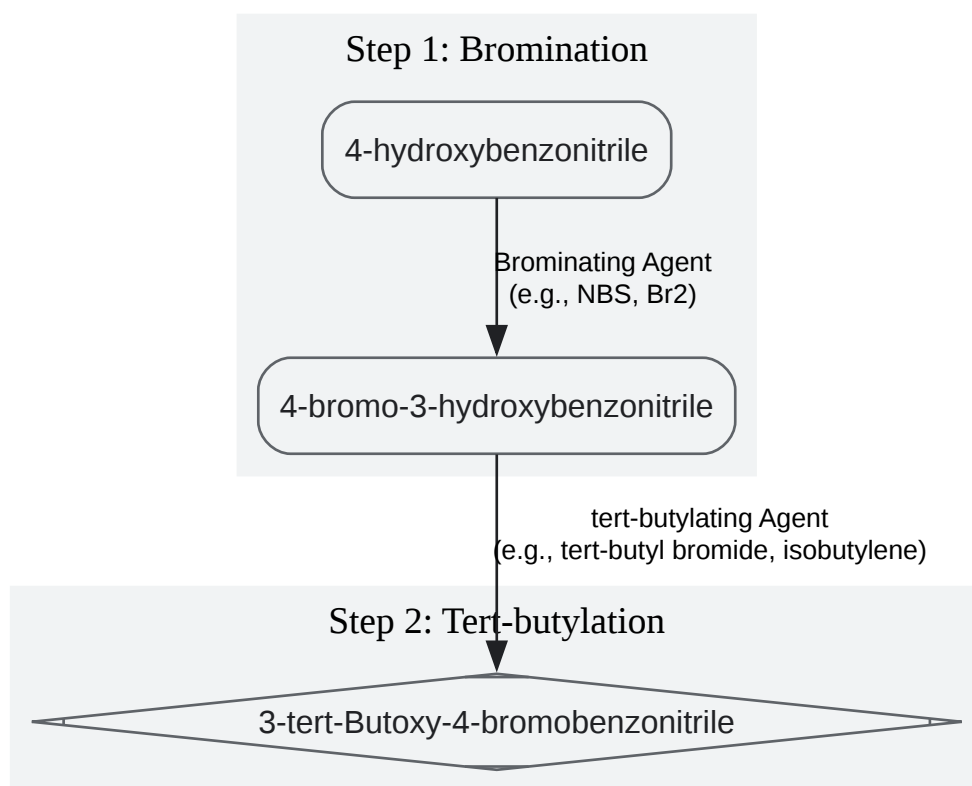 Step 1: Bromination
4-hydroxybenzonitrile
Brominating Agent
(e.g., NBS, Br2)
4-bromo-3-hydroxybenzonitrile
tert-butylating Agent
(e.g., tert-butyl bromide, isobutylene)
Step 2: Tert-butylation
3-tert-Butoxy-4-bromobenzonitrile